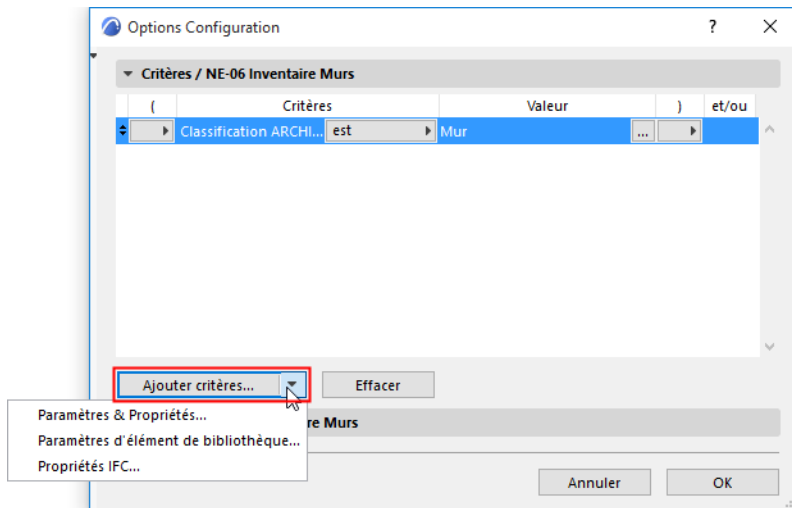 Options Configuration ?
Critères / NE-06 Inventaire Murs
( Critères Valeur ) et/ou
Classification ARCHI... est Mur ...
Ajouter critères... Effacer
Paramètres & Propriétés...
re Murs
Paramètres d'élément de bibliothèque...
Propriétés IFC...
Annuler OK